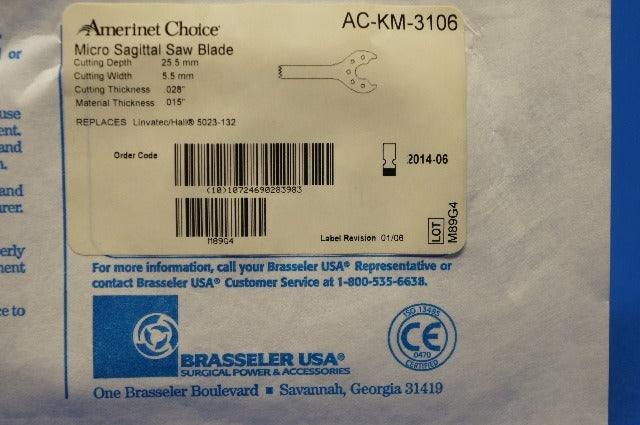 Amerinet Choice™
AC-KM-3106
Micro Sagittal Saw Blade
Cutting Depth 25.5 mm
Cutting Width 5.5 mm
Cutting Thickness .028"
Material Thickness .015"
REPLACES Linvatec/Hall® 5023-132
Order Code
(10)10724690283983
2014-06
M89G4
Label Revision 01/06
LOT M89G4
or
use
ent.
and
n.
and
urer.
erly
ment
ce to
For more information, call your Brasseler USA® Representative or
contact Brasseler USA® Customer Service at 1-800-535-6638.
BRASSELER USA®
SURGICAL POWER & ACCESSORIES
One Brasseler Boulevard ■ Savannah, Georgia 31419
ISO 13485
CE
0470
CERTIFIED